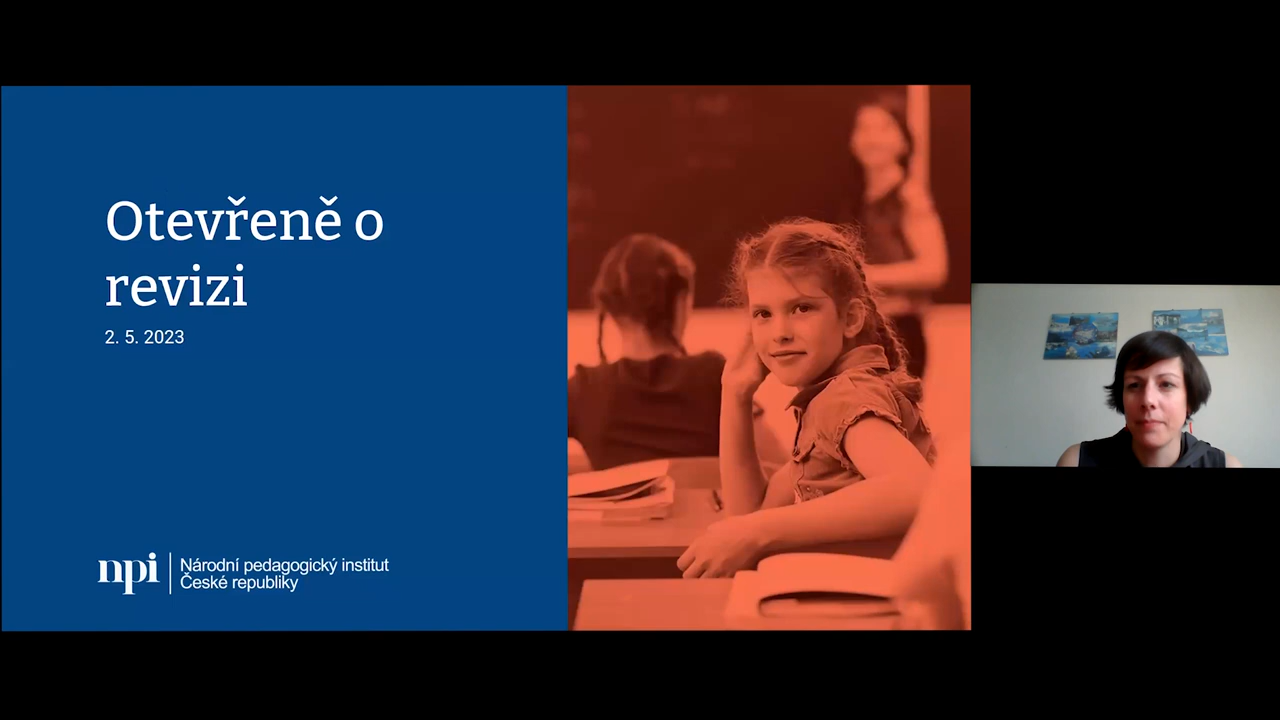 Otevřeně o
revizi
2. 5. 2023
npi
Národní pedagogický institut
České republiky